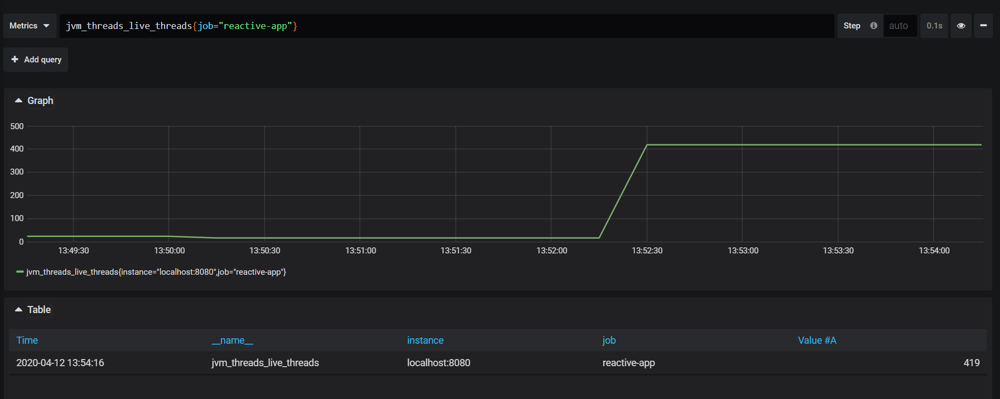 Metrics jvm_threads_live_threads{job="reactive-app"} Step auto 0.1s
Add query
Graph
500
400
300
200
100
0
13:49:30 13:50:00 13:50:30 13:51:00 13:51:30 13:52:00 13:52:30 13:53:00 13:53:30 13:54:00
jvm_threads_live_threads{instance="localhost:8080",job="reactive-app"}
Table
Time __name__ instance job Value #A
2020-04-12 13:54:16 jvm_threads_live_threads localhost:8080 reactive-app 419